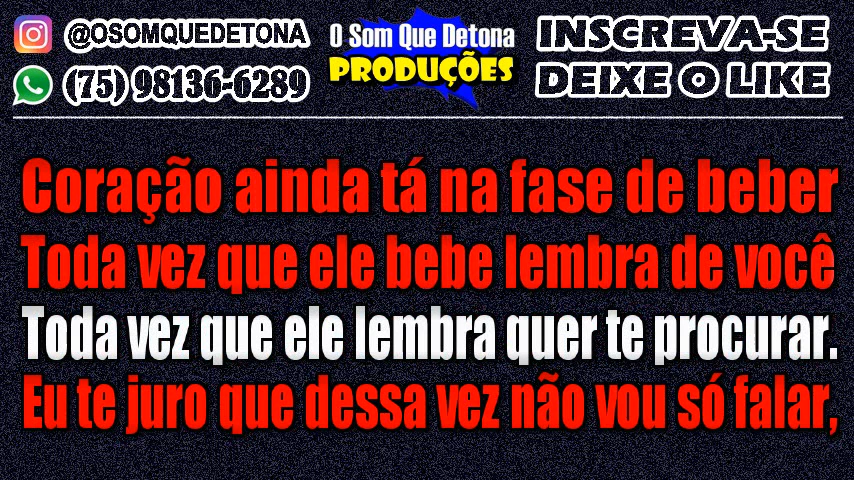 @OSOMQUEDETONA
(75) 98136-6289
O Som Que Detona
PRODUÇÕES
INSCREVA-SE
DEIXE O LIKE
Coração ainda tá na fase de beber
Toda vez que ele bebe lembra de você
Toda vez que ele lembra quer te procurar.
Eu te juro que dessa vez não vou só falar,